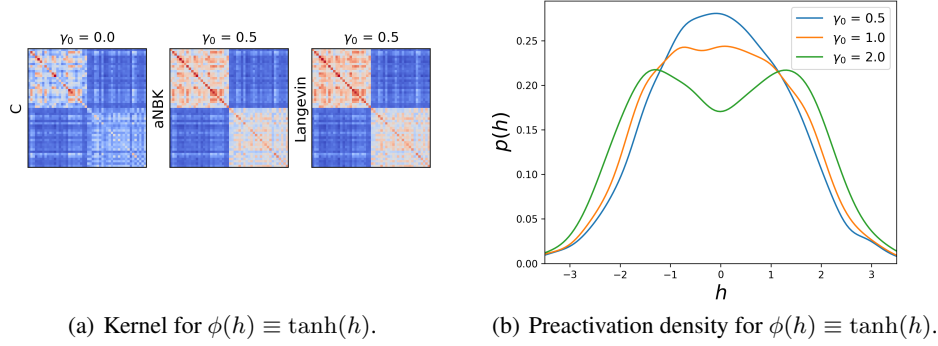 γ₀ = 0.0
γ₀ = 0.5
γ₀ = 0.5
C
aNBK
Langevin
(a) Kernel for ϕ(h) ≡ tanh(h).
γ₀ = 0.5
γ₀ = 1.0
γ₀ = 2.0
p(h)
0.25
0.20
0.15
0.10
0.05
0.00
−3 −2 −1 0 1 2 3
h
(b) Preactivation density for ϕ(h) ≡ tanh(h).